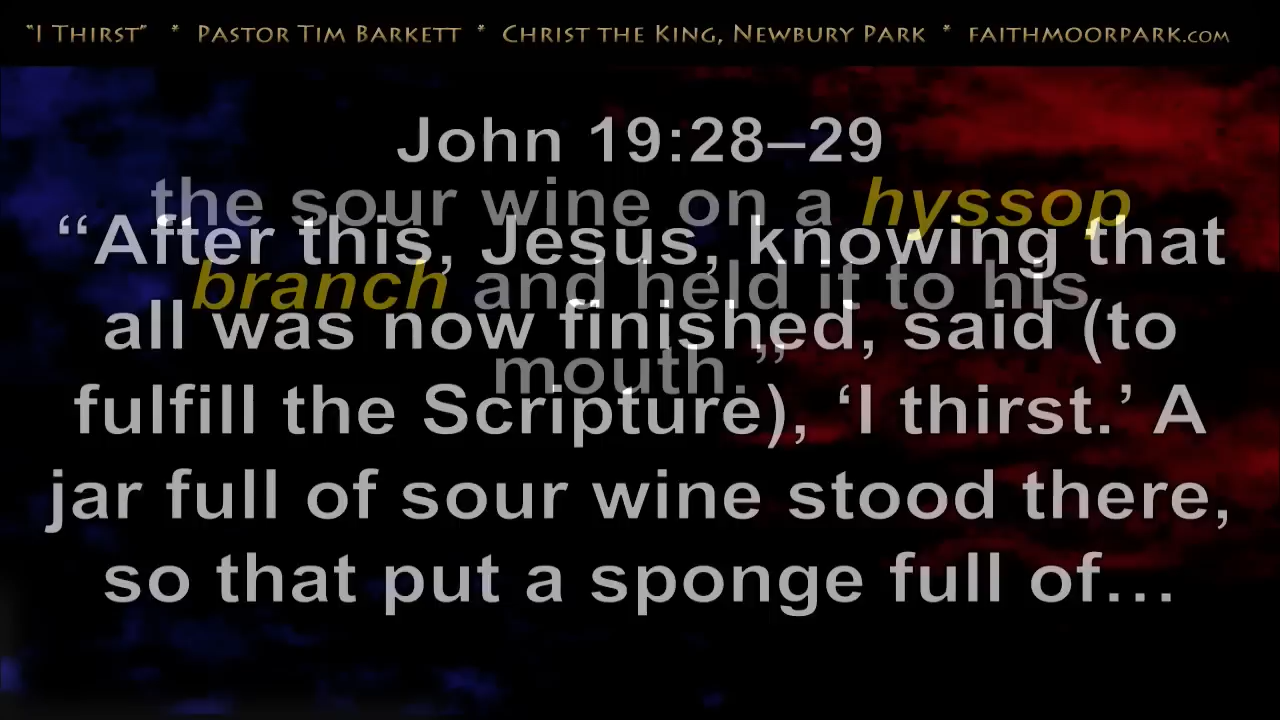 "I Thirst" * Pastor Tim Barkett * Christ the King, Newbury Park * faithmoorpark.com
John 19:28–29
the sour wine on a hyssop
“After this, Jesus, knowing that
branch and held it to his
all was now finished, said (to
mouth.”
fulfill the Scripture), ‘I thirst.’ A
jar full of sour wine stood there,
so that put a sponge full of…